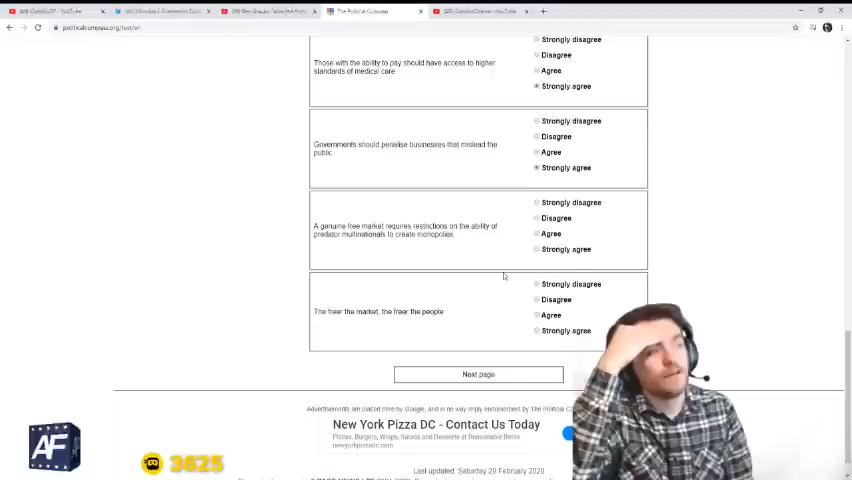 The Political Compass
politicalcompass.org/test/en
Strongly disagree
Those with the ability to pay should have access to higher
standards of medical care
Disagree
Agree
Strongly agree
Governments should penalise businesses that mislead the
public
Strongly disagree
Disagree
Agree
Strongly agree
A genuine free market requires restrictions on the ability of
predator multinationals to create monopolies.
Strongly disagree
Disagree
Agree
Strongly agree
The freer the market, the freer the people
Strongly disagree
Disagree
Agree
Strongly agree
Next page
Advertisements are placed here by Google, and in no way imply endorsement by The Political
New York Pizza DC - Contact Us Today
Pizzas, Burgers, Wings, Salads and Desserts at Reasonable Rates.
newyorkpizzadc.com
AF
3625
Last updated: Saturday 29 February 2020